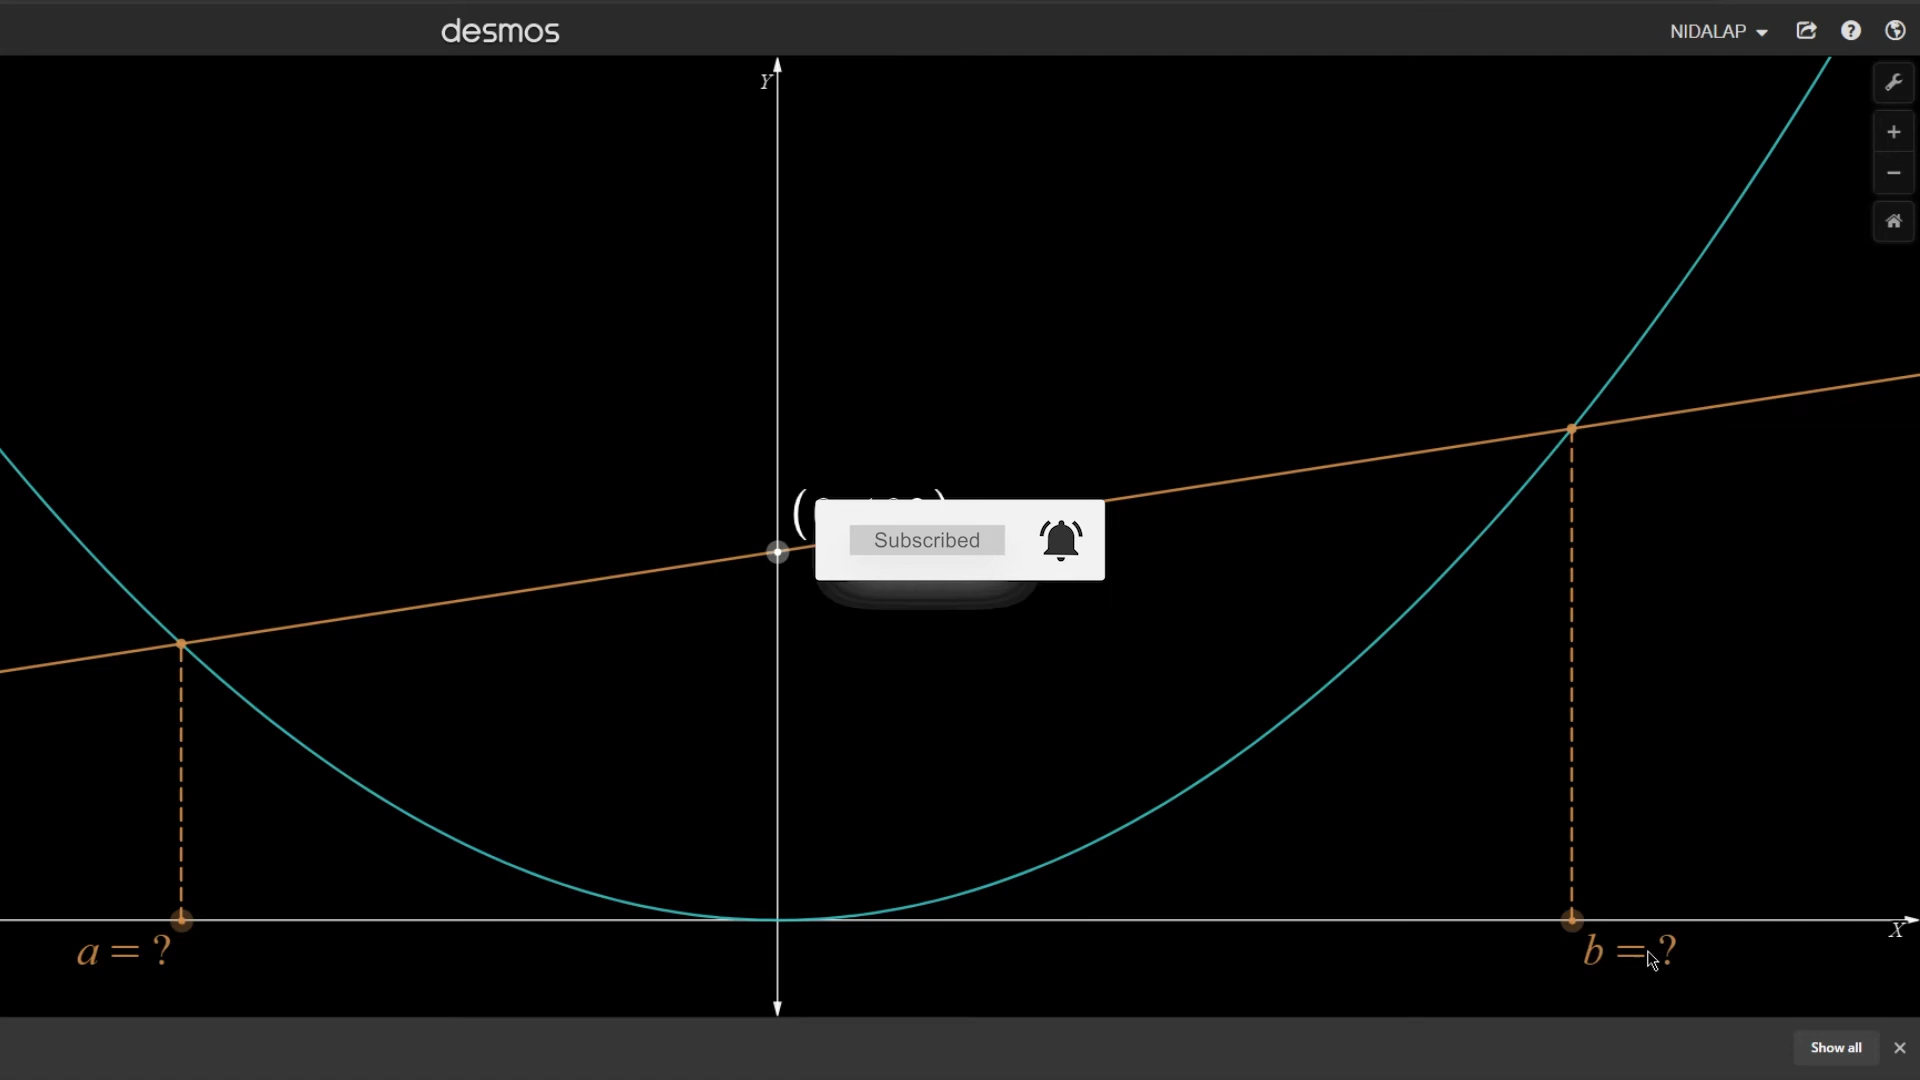 desmos
NIDALAP
Y
Subscribed
X
a = ?
b = ?
Show all